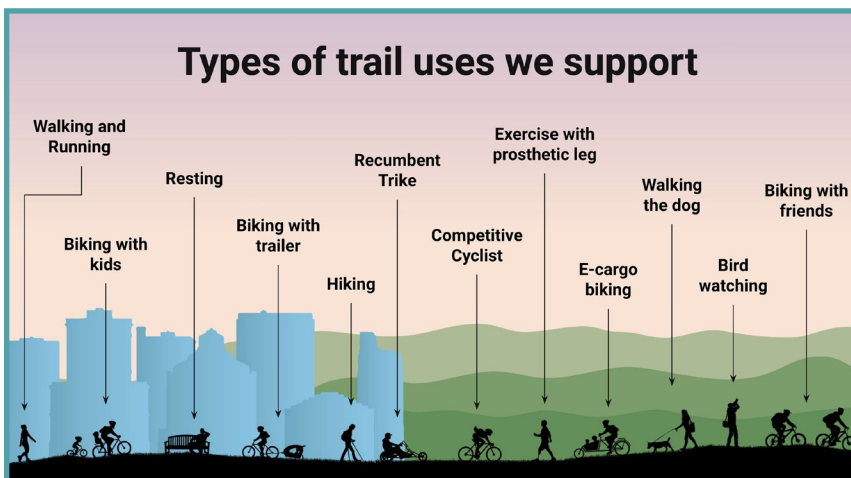 Types of trail uses we support
Walking and
Running
Biking with
kids
Resting
Biking with
trailer
Hiking
Recumbent
Trike
Competitive
Cyclist
Exercise with
prosthetic leg
E-cargo
biking
Walking
the dog
Bird
watching
Biking with
friends